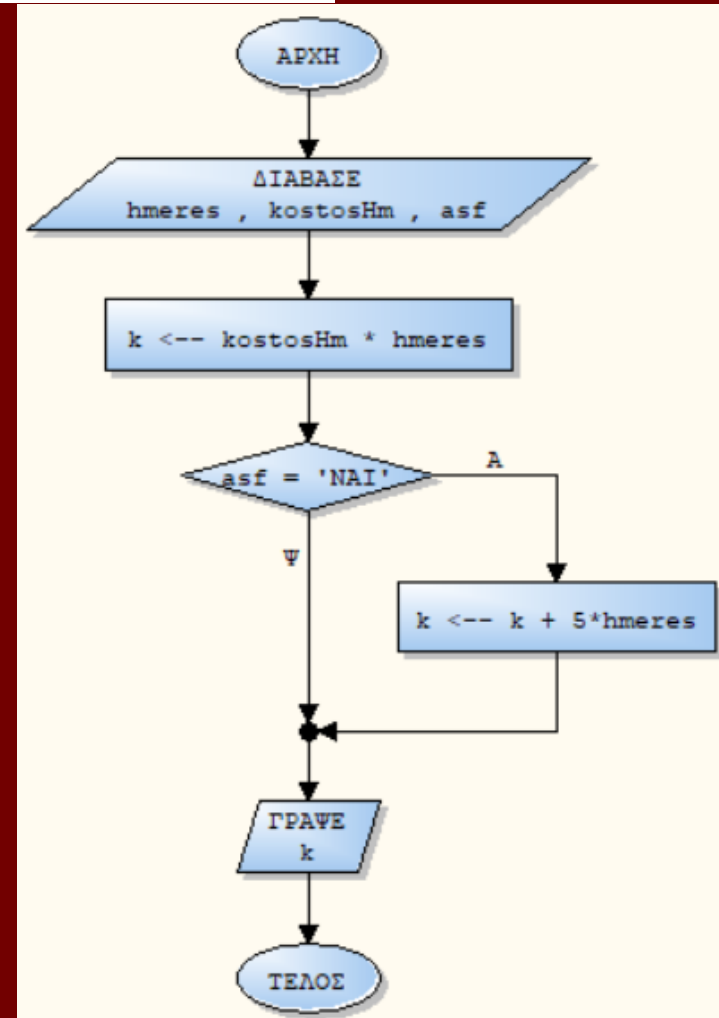 ΑΡΧΗ
ΔΙΑΒΑΣΕ
hmeres , kostosHm , asf
k <-- kostosHm * hmeres
asf = 'ΝΑΙ'
Α
Ψ
k <-- k + 5*hmeres
ΓΡΑΨΕ
k
ΤΕΛΟΣ